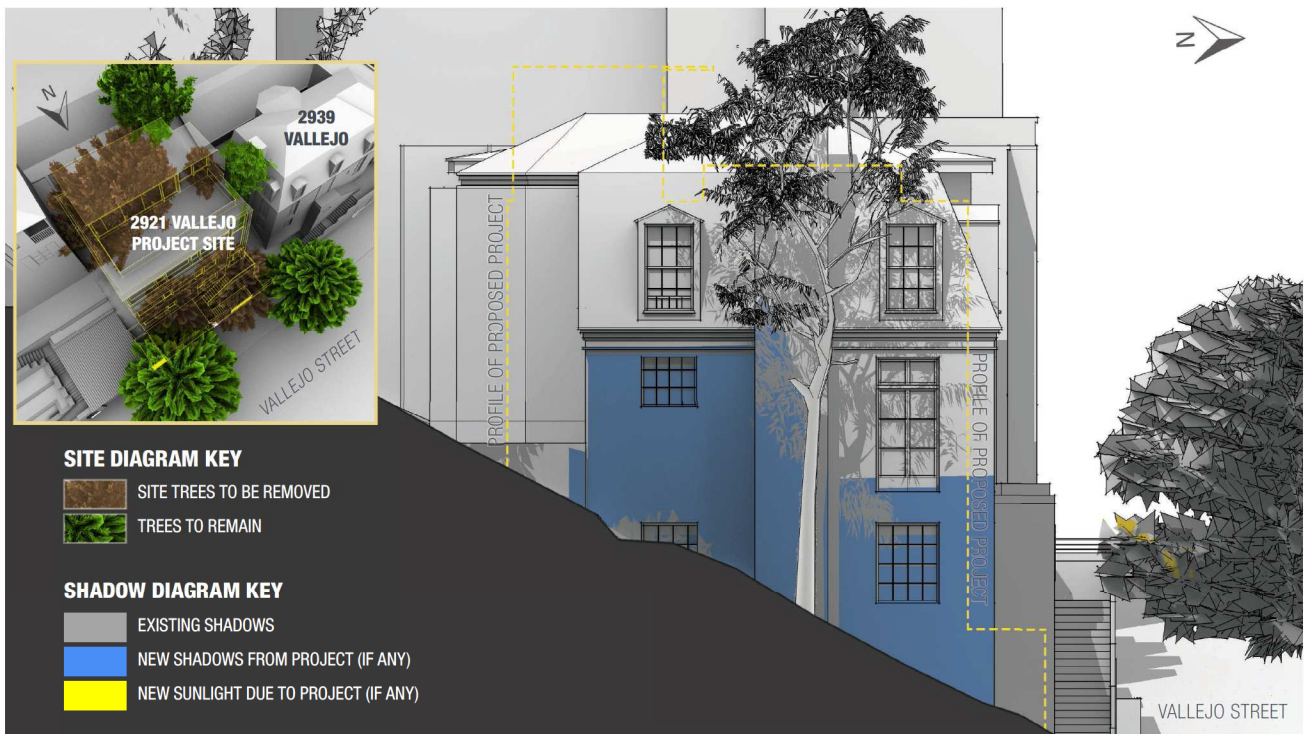 N
N
2939
VALLEJO
2921 VALLEJO
PROJECT SITE
VALLEJO STREET
PROFILE OF PROPOSED PROJECT
PROFILE OF PROPOSED PROJECT
SITE DIAGRAM KEY
SITE TREES TO BE REMOVED
TREES TO REMAIN
SHADOW DIAGRAM KEY
EXISTING SHADOWS
NEW SHADOWS FROM PROJECT (IF ANY)
NEW SUNLIGHT DUE TO PROJECT (IF ANY)
VALLEJO STREET